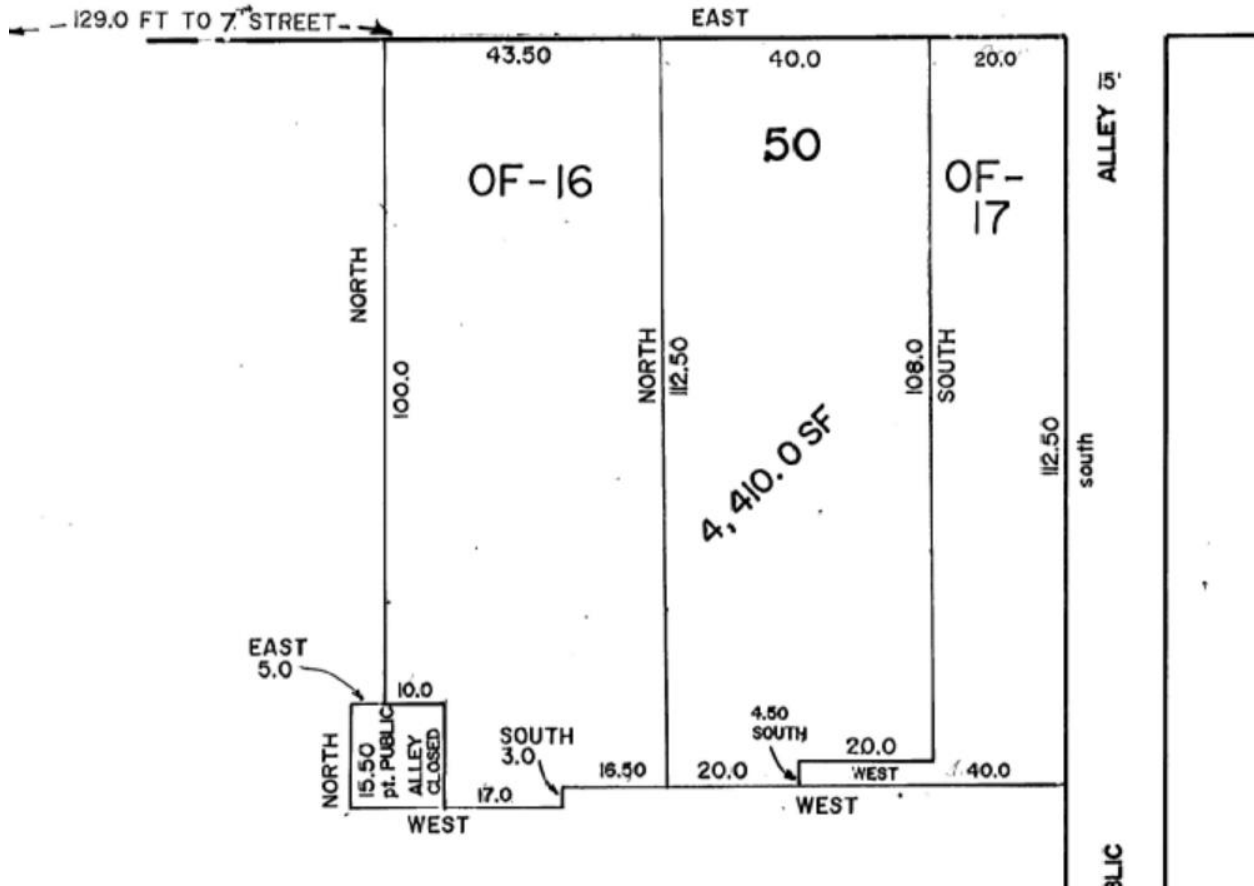 129.0 FT TO 7TH STREET
EAST
43.50
40.0
20.0
ALLEY 15'
50
OF-16
OF-
17
NORTH
100.0
NORTH
112.50
108.0
SOUTH
112.50
south
4,410.0 SF
EAST
5.0
10.0
NORTH
15.50
pt. PUBLIC
ALLEY
CLOSED
SOUTH
3.0
4.50
SOUTH
17.0
16.50
20.0
20.0
WEST
40.0
WEST
WEST
BLIC